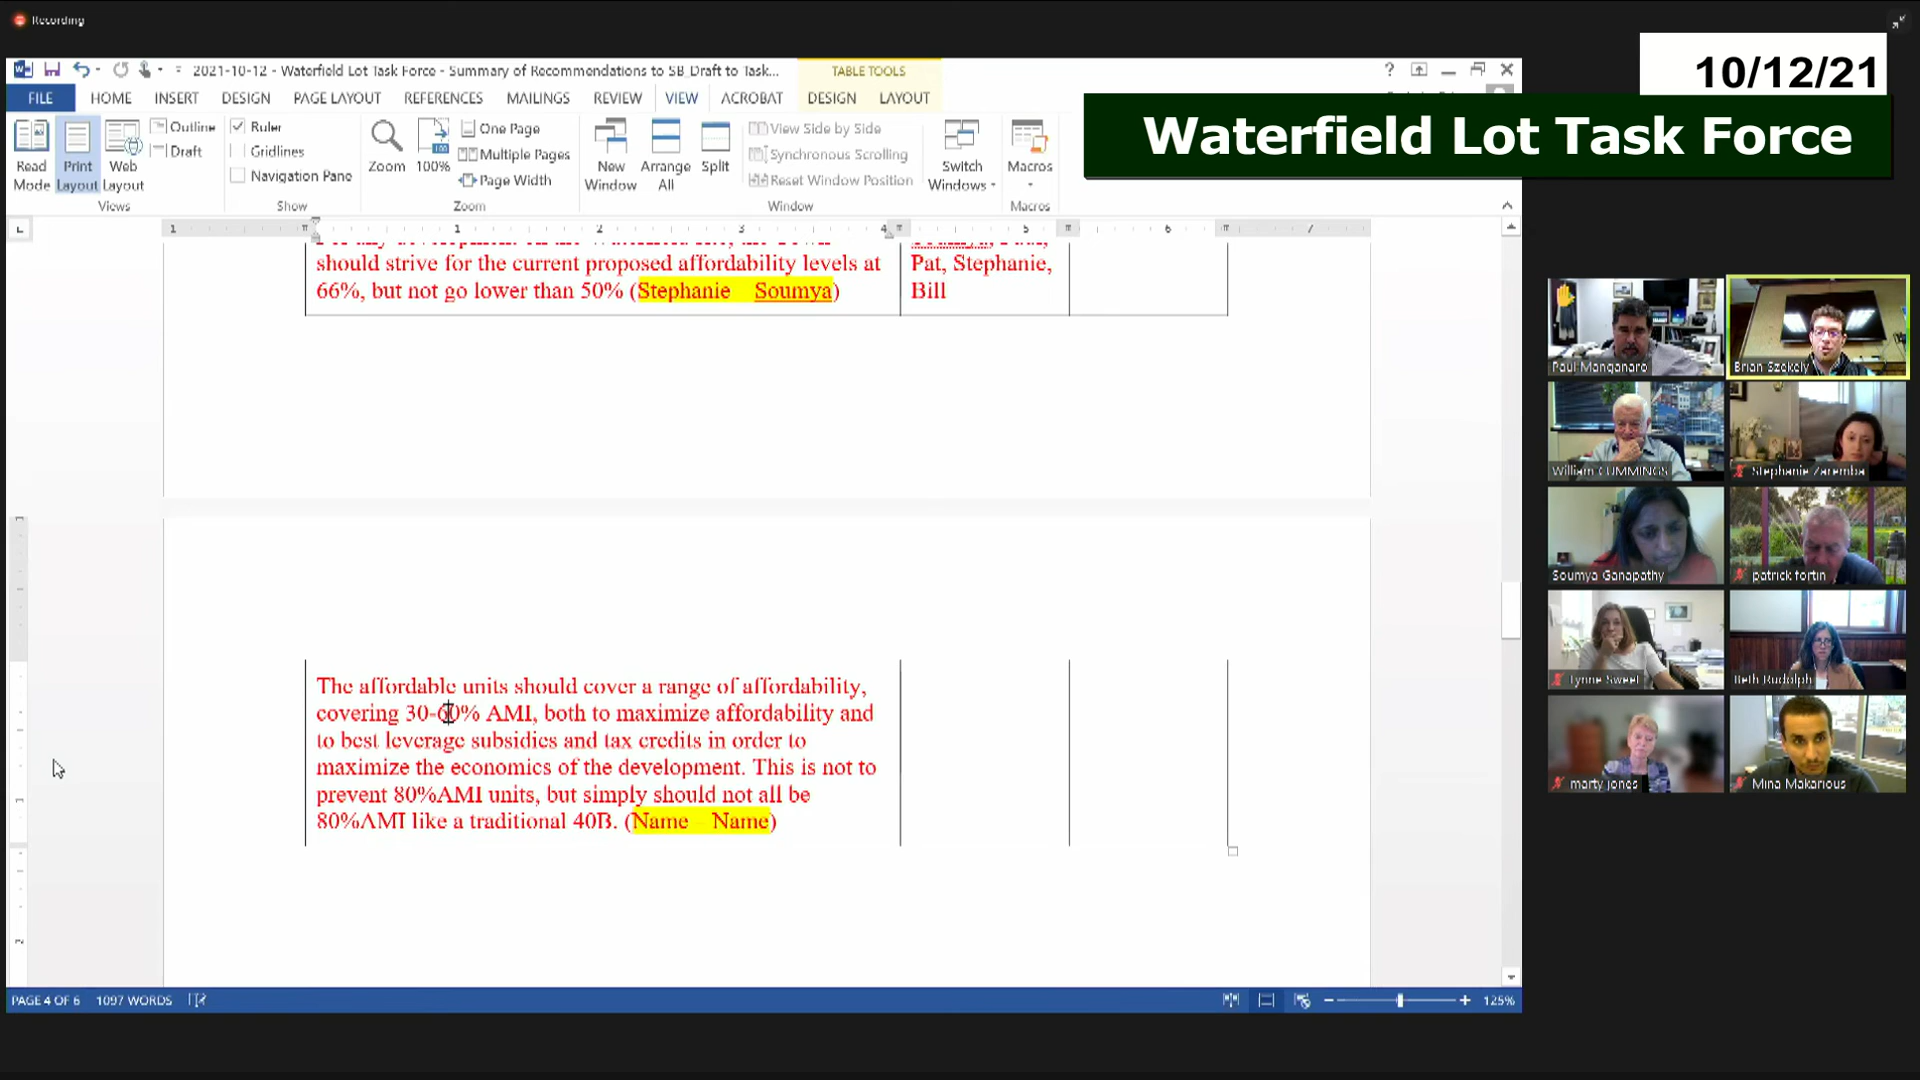 Recording
10/12/21
Waterfield Lot Task Force
2021-10-12 - Waterfield Lot Task Force - Summary of Recommendations to SB_Draft to Task...
TABLE TOOLS
FILE HOME INSERT DESIGN PAGE LAYOUT REFERENCES MAILINGS REVIEW VIEW ACROBAT DESIGN LAYOUT
Read Mode
Print Layout
Web Layout
Outline
Draft
Views
Ruler
Gridlines
Navigation Pane
Show
Zoom
100%
One Page
Multiple Pages
Page Width
Zoom
New Window
Arrange All
Split
View Side by Side
Synchronous Scrolling
Reset Window Position
Window
Switch Windows
Macros
Macros
1 1 2 3 4 5 6 7
should strive for the current proposed affordability levels at
66%, but not go lower than 50% (Stephanie Soumya)
Pat, Stephanie,
Bill
The affordable units should cover a range of affordability,
covering 30-60% AMI, both to maximize affordability and
to best leverage subsidies and tax credits in order to
maximize the economics of the development. This is not to
prevent 80%AMI units, but simply should not all be
80%AMI like a traditional 40B. (Name Name)
PAGE 4 OF 6 1097 WORDS
125%
Paul Manganaro
Brian Szekely
William CUMMINGS
Stephanie Zaremba
Soumya Ganapathy
patrick fortin
Lynne Sweet
Beth Rudolph
marty jones
Mina Makarious